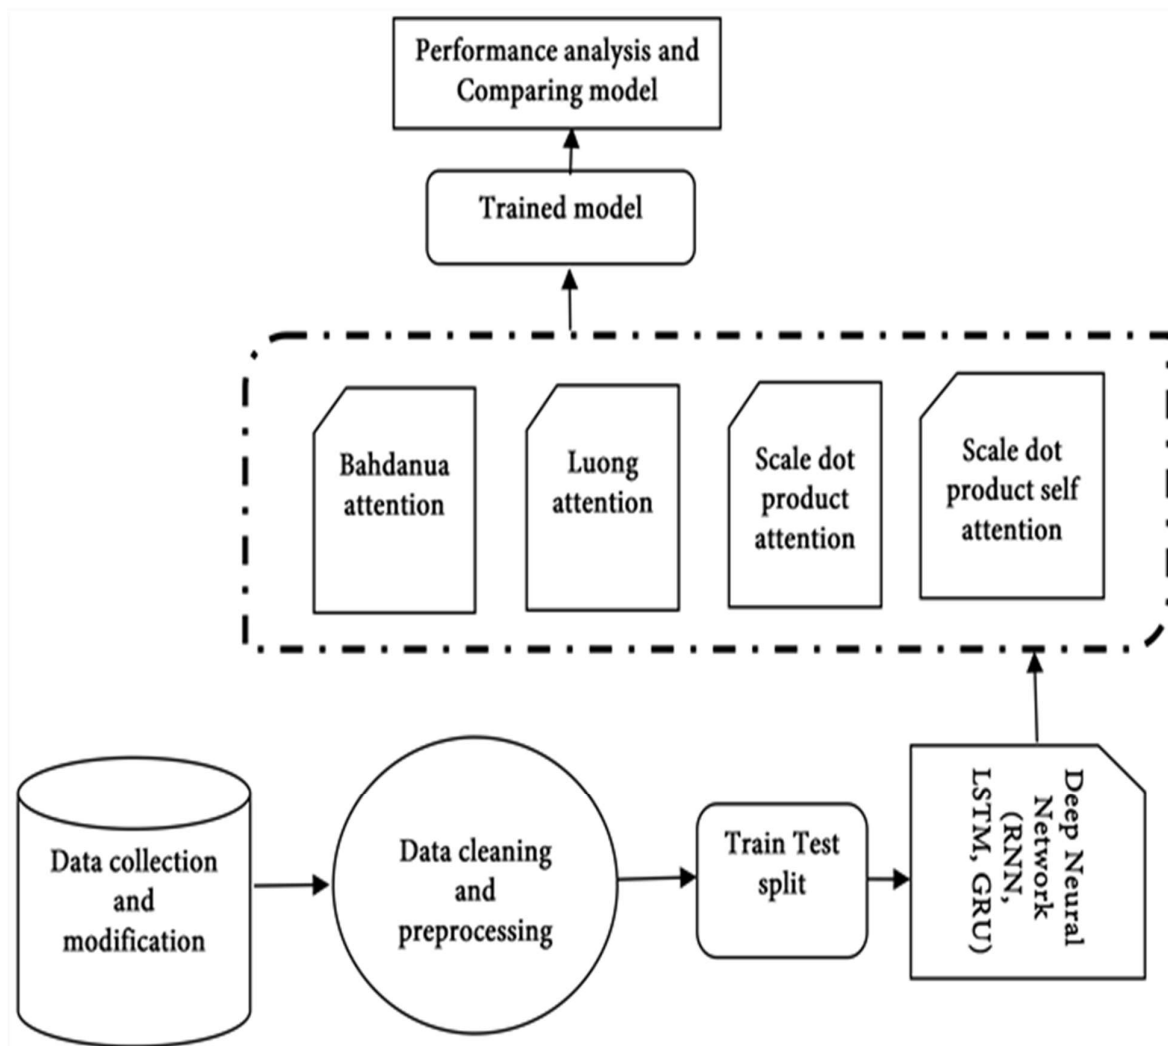 Performance analysis and
Comparing model
Trained model
Bahdanua
attention
Luong
attention
Scale dot
product
attention
Scale dot
product self
attention
Data collection
and
modification
Data cleaning
and
preprocessing
Train Test
split
Deep Neural
Network
(RNN,
LSTM, GRU)